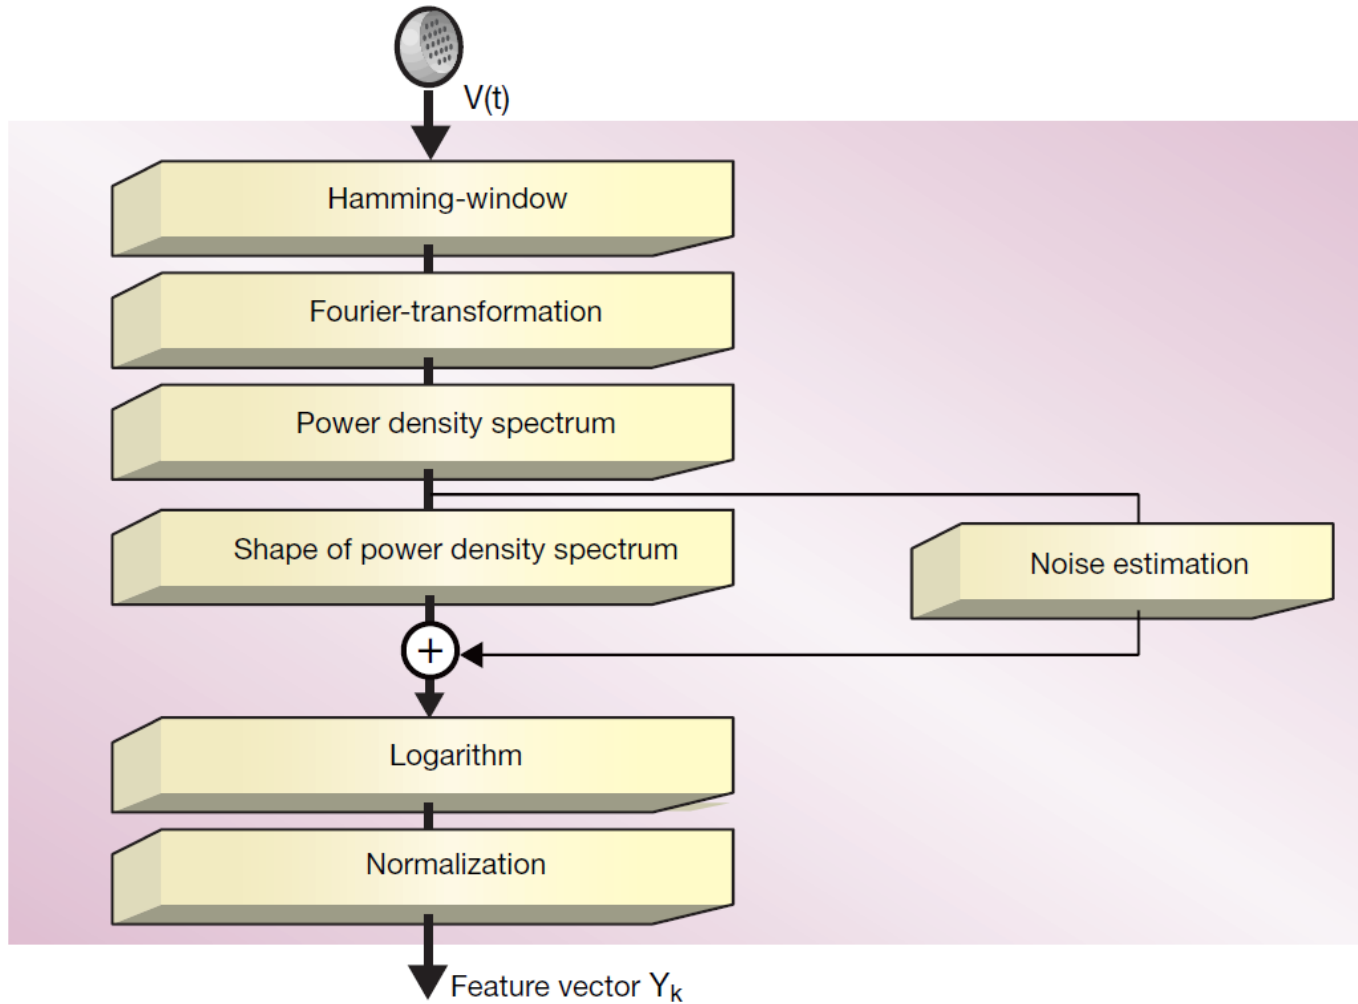 V(t)
Hamming-window
Fourier-transformation
Power density spectrum
Shape of power density spectrum
Noise estimation
+
Logarithm
Normalization
Feature vector Yk